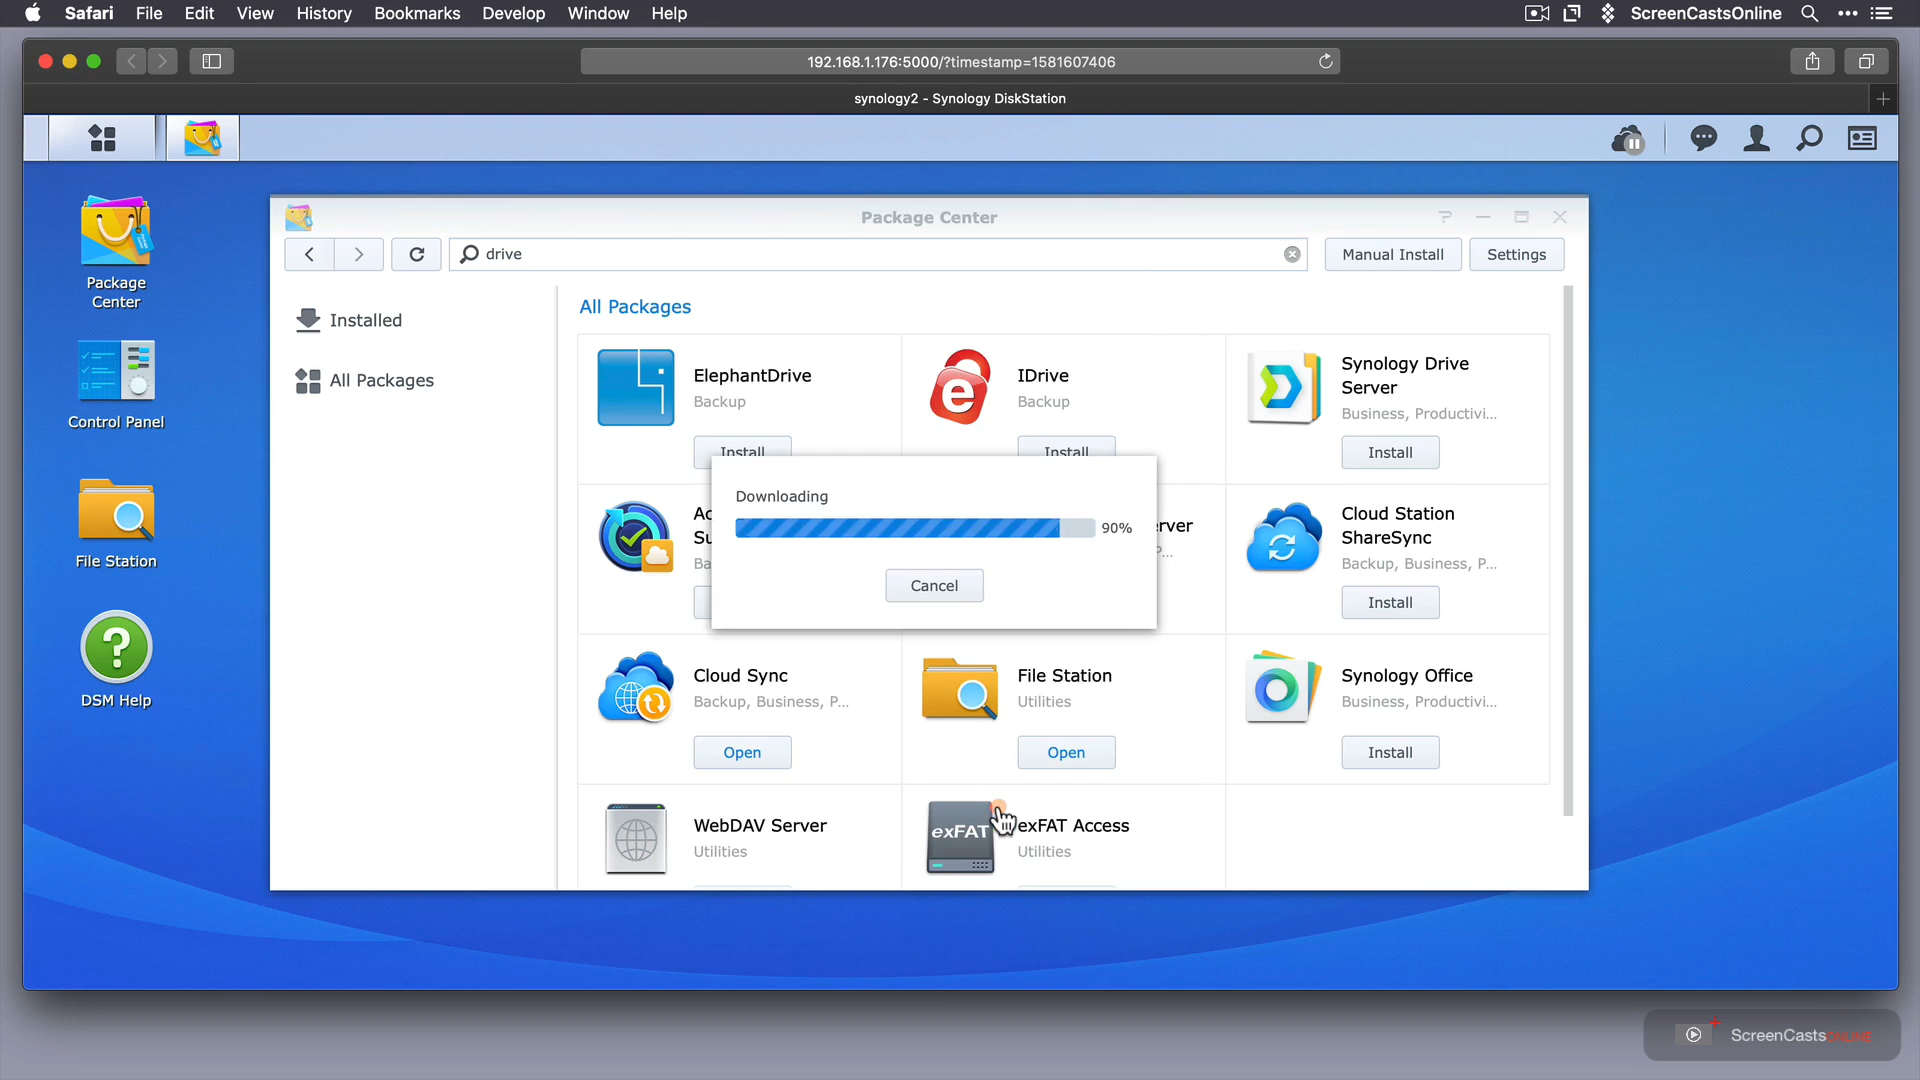 Safari File Edit View History Bookmarks Develop Window Help ScreenCastsOnline
192.168.1.176:5000/?timestamp=1581607406
synology2 - Synology DiskStation
Package Center
Control Panel
File Station
DSM Help
Package Center
drive
Manual Install
Settings
Installed
All Packages
All Packages
ElephantDrive
Backup
Install
IDrive
Backup
Install
Synology Drive
Server
Business, Productivi...
Install
Downloading
90%
Cancel
Cloud Station
ShareSync
Backup, Business, P...
Install
Cloud Sync
Backup, Business, P...
Open
File Station
Utilities
Open
Synology Office
Business, Productivi...
Install
WebDAV Server
Utilities
exFAT
exFAT Access
Utilities
ScreenCastsONLINE